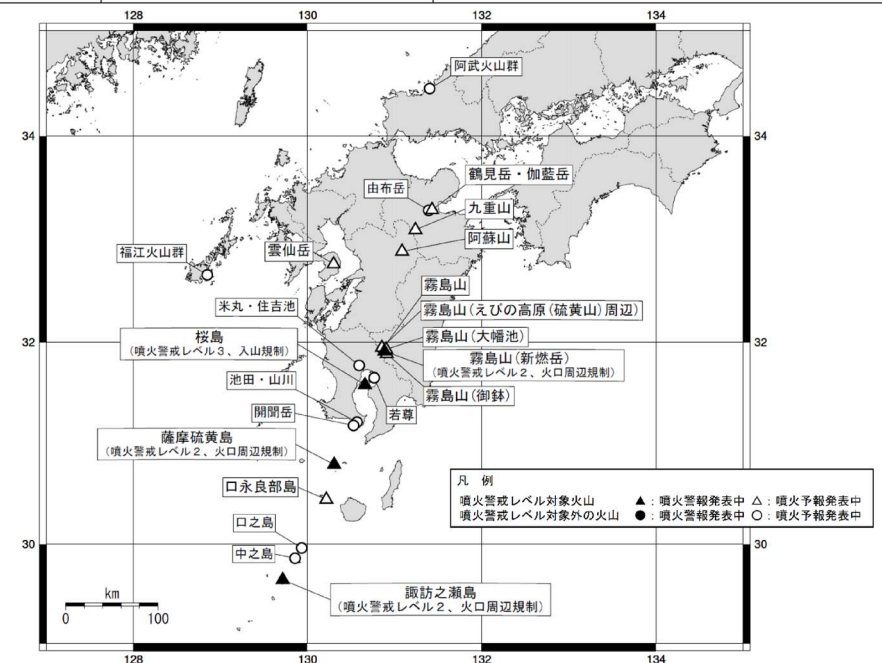 128
130
132
134
阿武火山群
34
34
鶴見岳・伽藍岳
由布岳
九重山
阿蘇山
福江火山群
雲仙岳
霧島山
米丸・住吉池
霧島山(えびの高原(硫黄山)周辺)
32
32
桜島
(噴火警戒レベル3、入山規制)
霧島山(大幡池)
霧島山(新燃岳)
(噴火警戒レベル2、火口周辺規制)
池田・山川
霧島山(御鉢)
開聞岳
若尊
薩摩硫黄島
(噴火警戒レベル2、火口周辺規制)
口永良部島
凡 例
噴火警戒レベル対象火山 ▲:噴火警報発表中 △:噴火予報発表中
噴火警戒レベル対象外の火山 ●:噴火警報発表中 ○:噴火予報発表中
口之島
30
30
中之島
諏訪之瀬島
(噴火警戒レベル2、火口周辺規制)
km
0 100
128
130
132
134